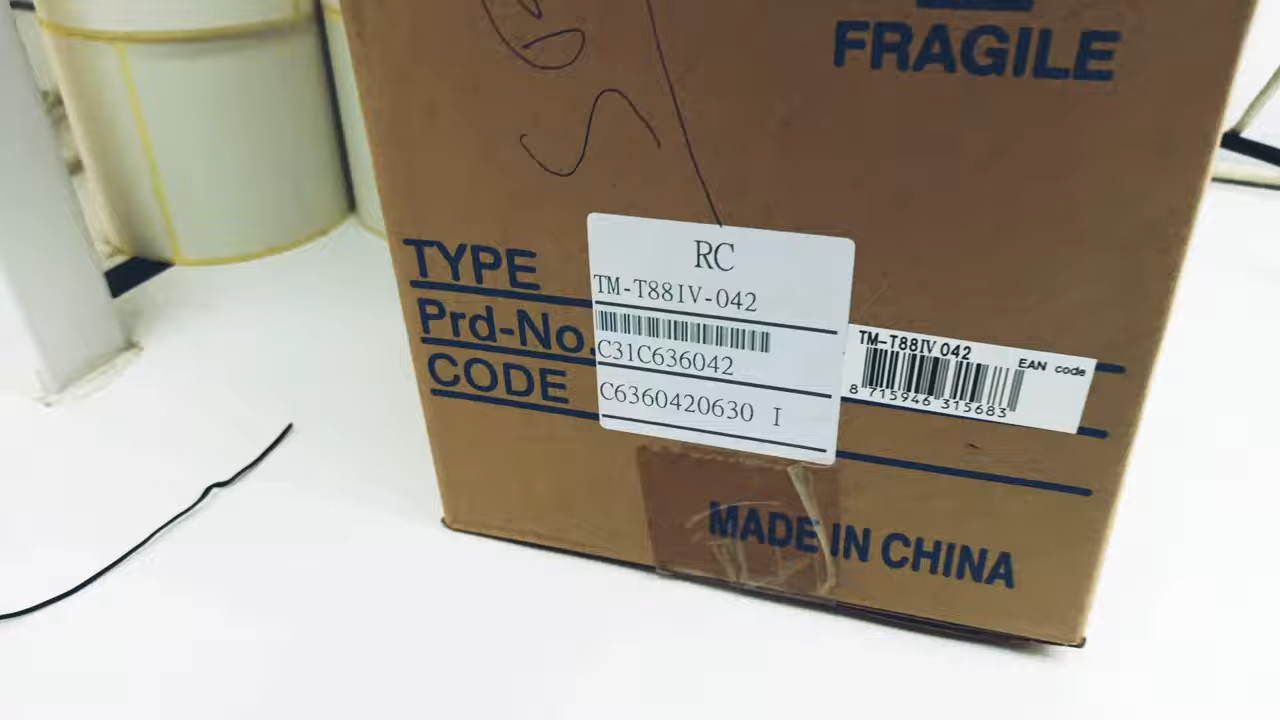 FRAGILE
RC
TYPE TM-T88IV-042
Prd-No. C31C636042
CODE C6360420630 I
TM-T88IV 042
EAN code
8 715946 315683
MADE IN CHINA